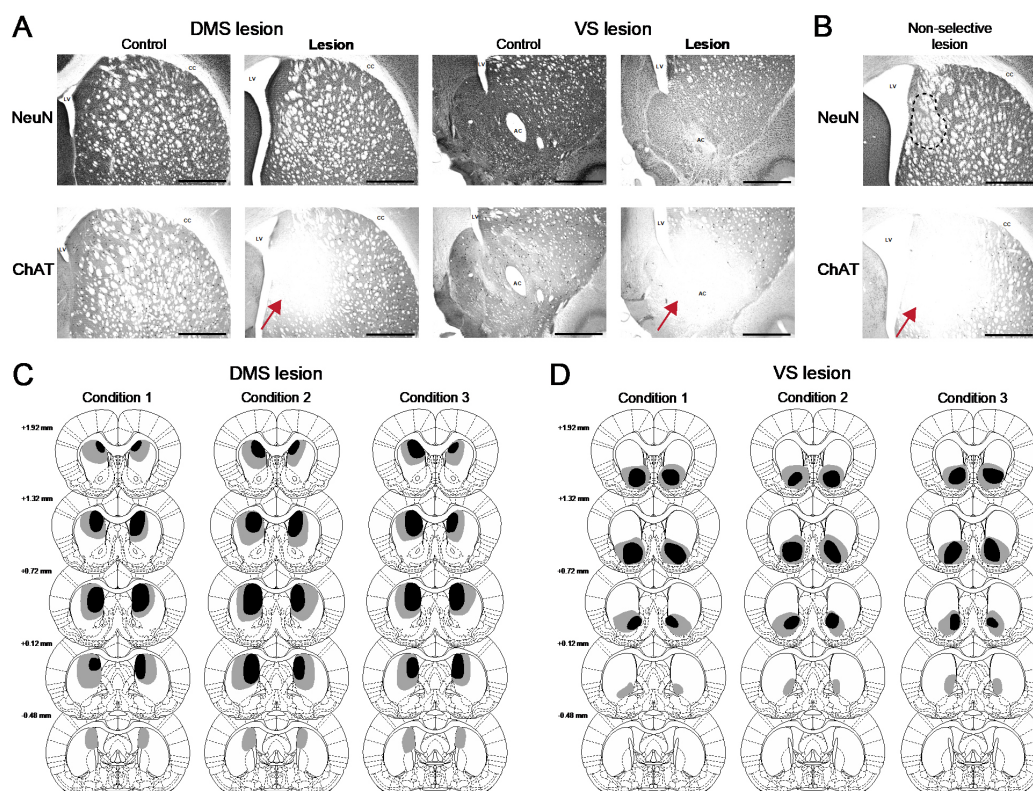 A
DMS lesion
VS lesion
B
Control
Lesion
Control
Lesion
Non-selective
lesion
NeuN
LV
CC
LV
AC
LV
AC
LV
CC
ChAT
LV
CC
LV
CC
LV
AC
LV
AC
LV
CC
C
DMS lesion
D
VS lesion
Condition 1
Condition 2
Condition 3
Condition 1
Condition 2
Condition 3
NeuN
ChAT
+1.92 mm
+1.32 mm
+0.72 mm
+0.12 mm
-0.48 mm
+1.92 mm
+1.32 mm
+0.72 mm
+0.12 mm
-0.48 mm